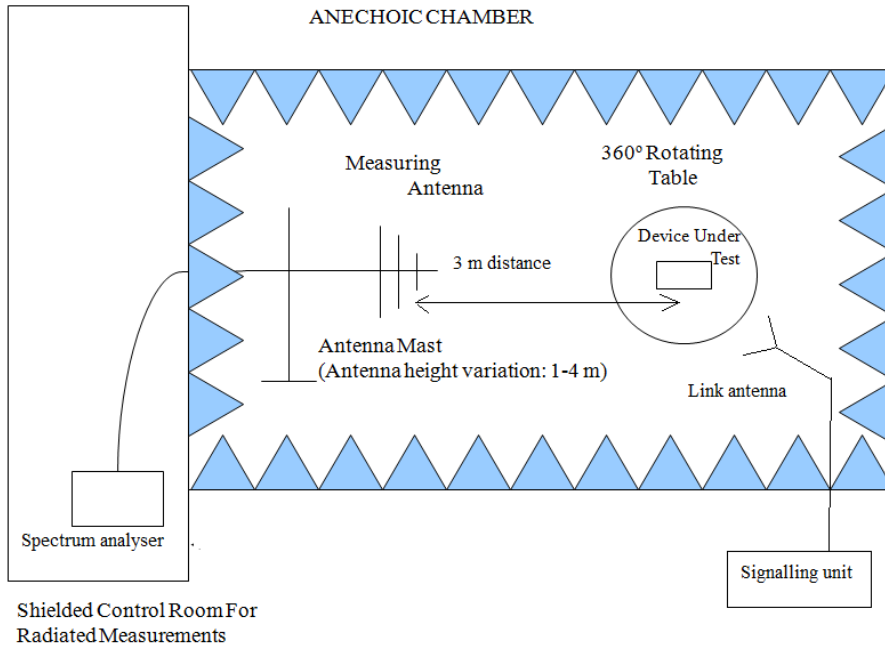 ANECHOIC CHAMBER
Measuring
Antenna
360º Rotating
Table
Device Under
Test
3 m distance
Antenna Mast
(Antenna height variation: 1-4 m)
Link antenna
Spectrum analyser
Signalling unit
Shielded Control Room For
Radiated Measurements